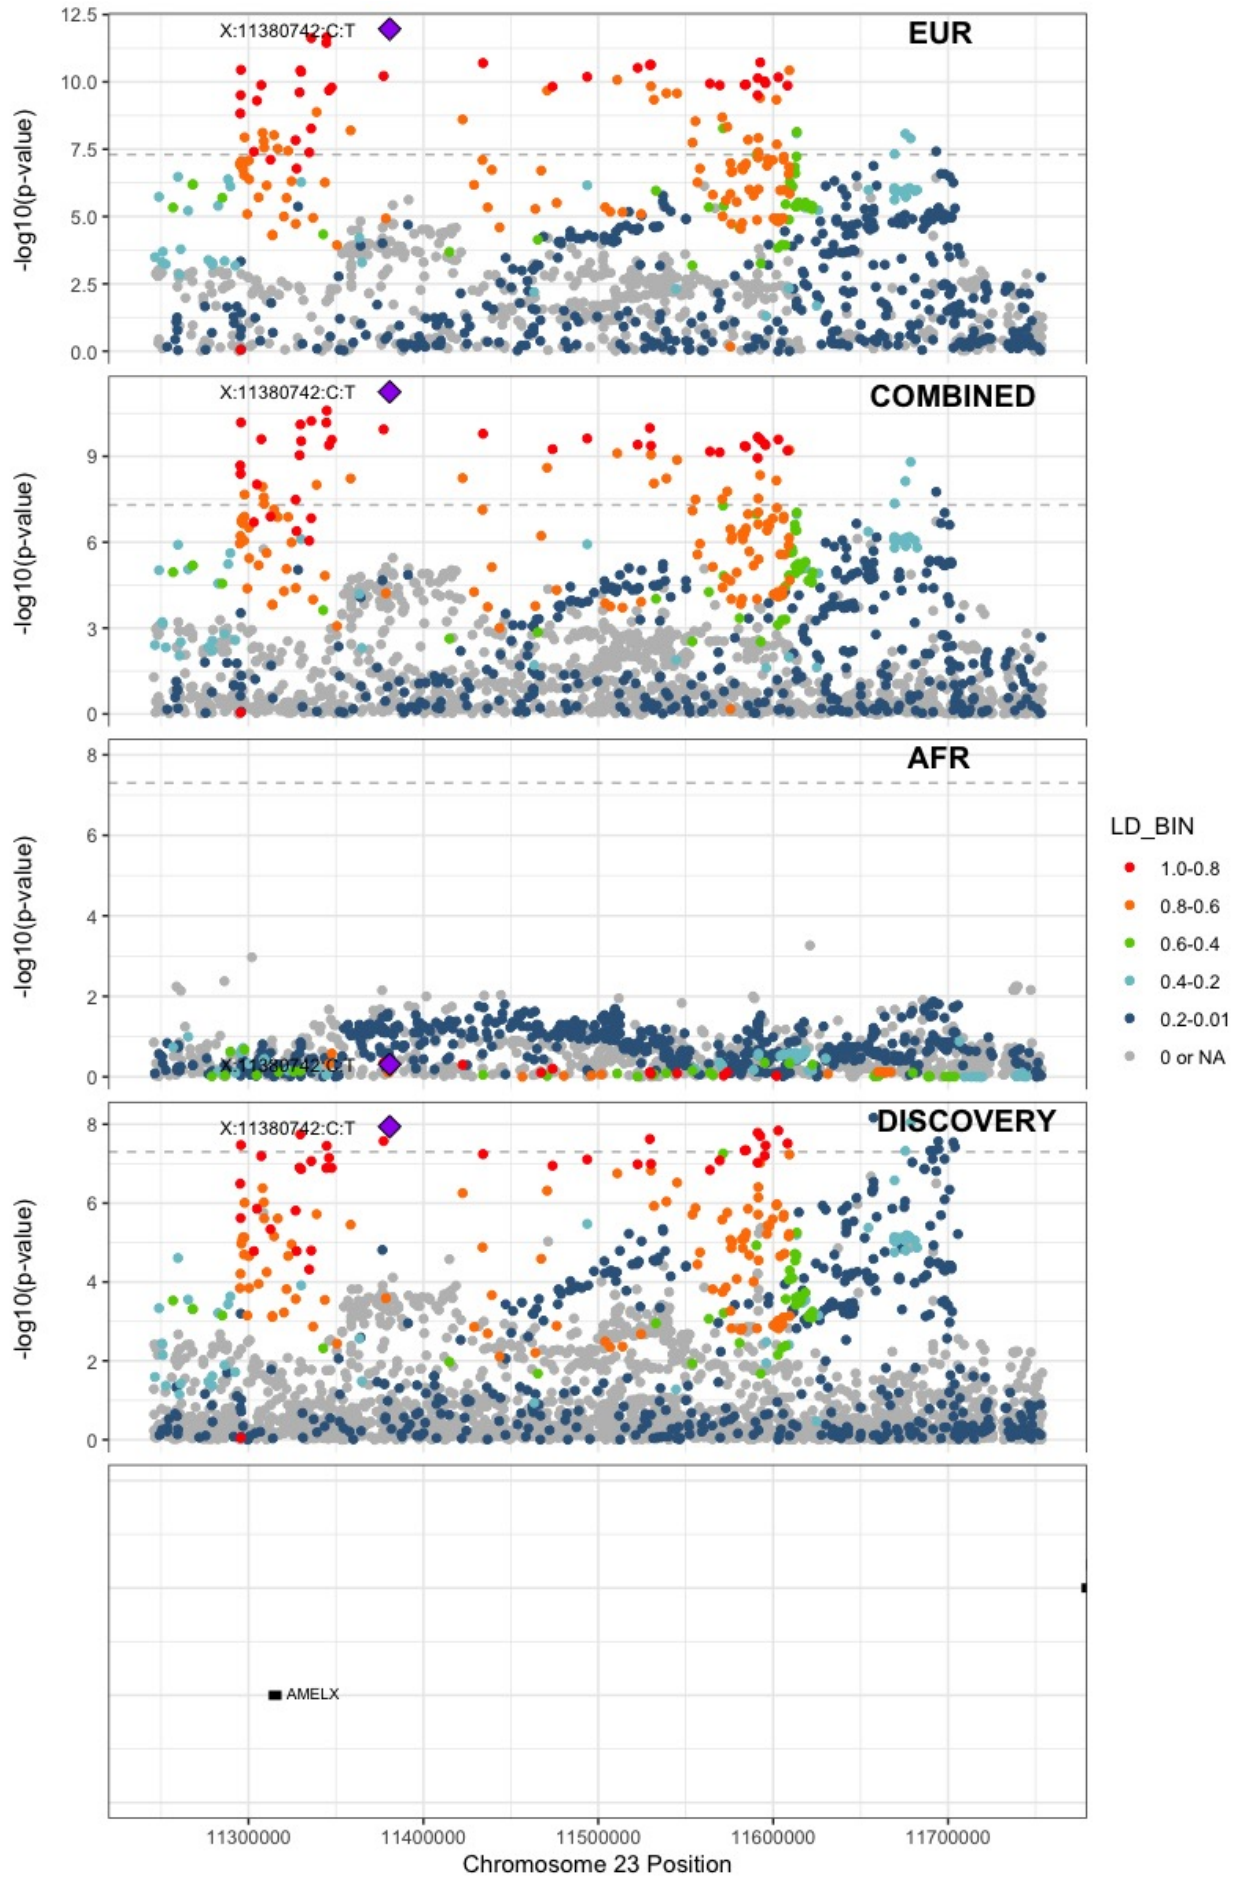 12.5
10.0
7.5
5.0
2.5
0.0
-log10(p-value)
X:11380742:C:T
EUR
9
6
3
0
-log10(p-value)
X:11380742:C:T
COMBINED
8
6
4
2
0
-log10(p-value)
AFR
X:11380742:C:T
8
6
4
2
0
-log10(p-value)
X:11380742:C:T
DISCOVERY
AMELX
11300000 11400000 11500000 11600000 11700000
Chromosome 23 Position
LD_BIN
1.0-0.8
0.8-0.6
0.6-0.4
0.4-0.2
0.2-0.01
0 or NA